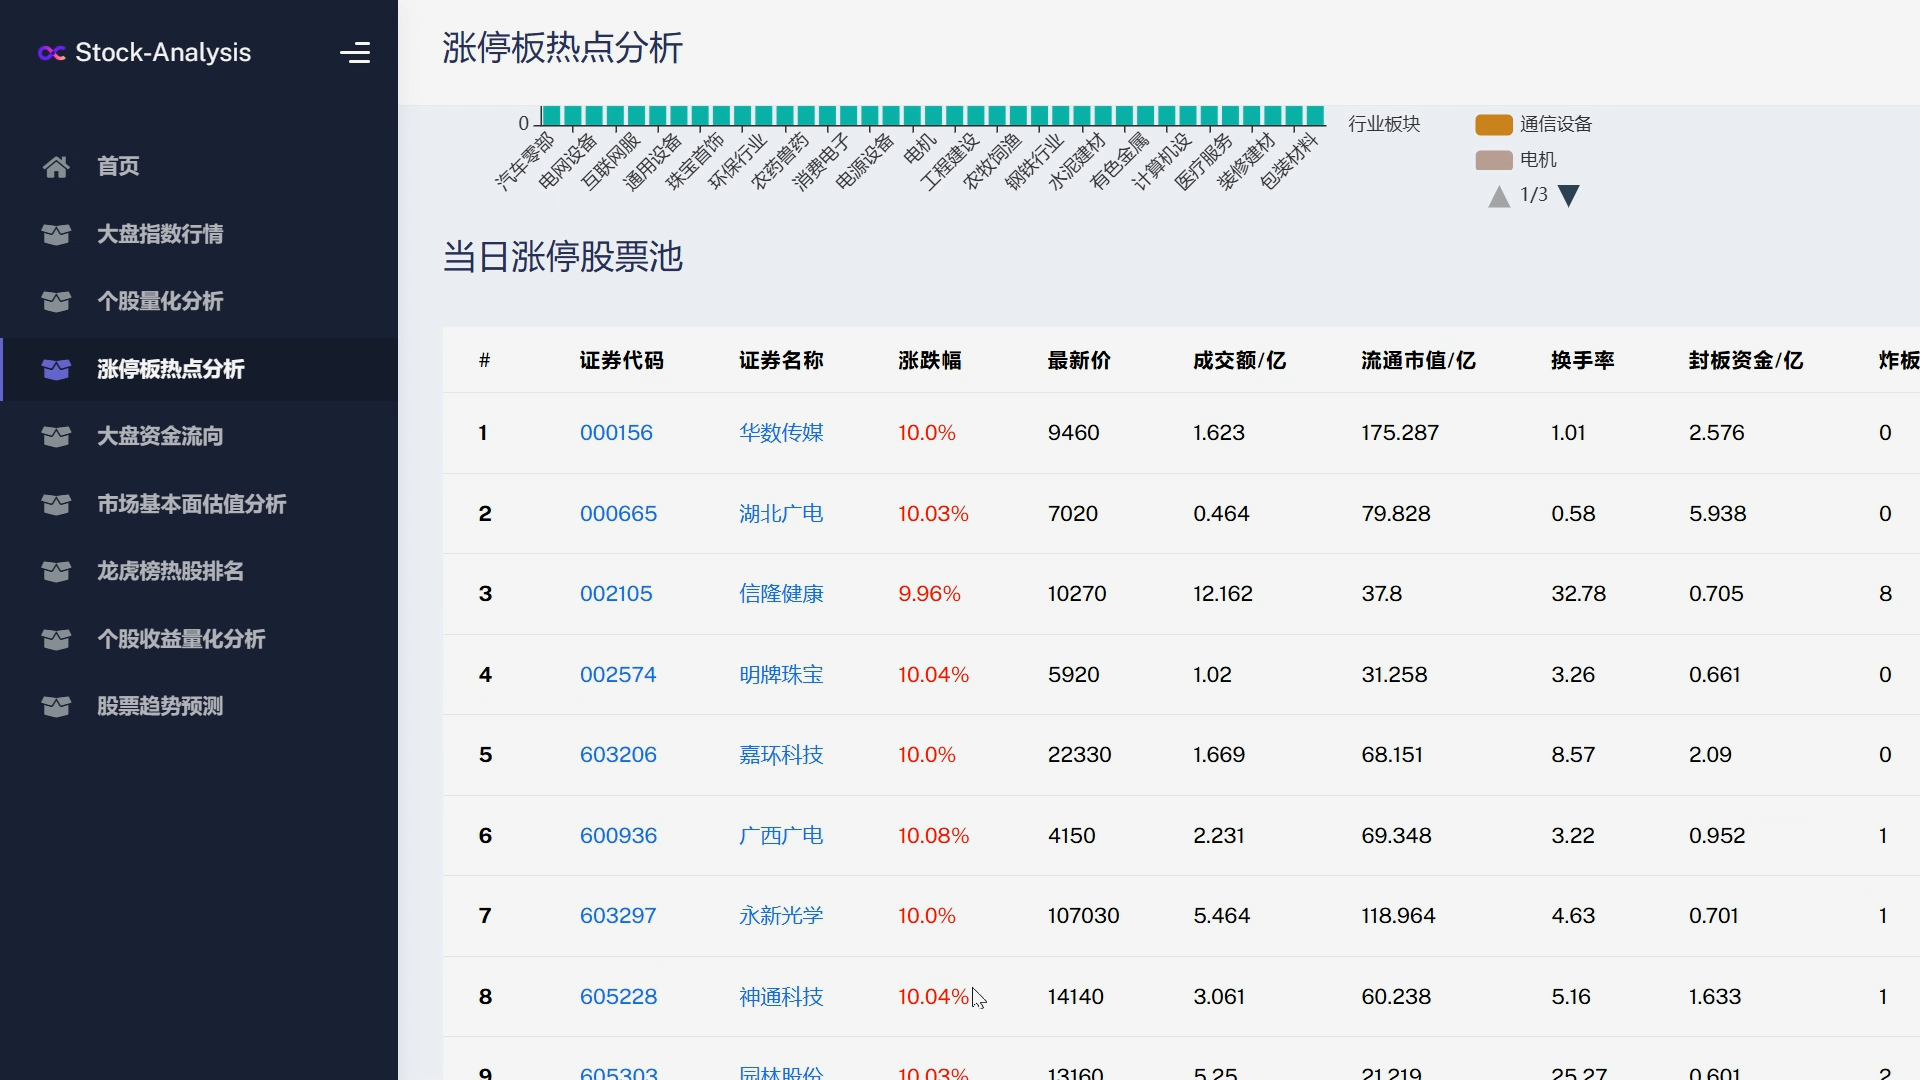 Stock-Analysis
首页
大盘指数行情
个股量化分析
涨停板热点分析
大盘资金流向
市场基本面估值分析
龙虎榜热股排名
个股收益量化分析
股票趋势预测
涨停板热点分析
0
汽车零部 电网设备 互联网服 通用设备 珠宝首饰 环保行业 农药兽药 消费电子 电源设备 电机 工程建设 农牧饲渔 钢铁行业 水泥建材 有色金属 计算机设 医疗服务 装修建材 包装材料
行业板块
通信设备
电机
1/3
当日涨停股票池
# 证券代码 证券名称 涨跌幅 最新价 成交额/亿 流通市值/亿 换手率 封板资金/亿 炸板
1 000156 华数传媒 10.0% 9460 1.623 175.287 1.01 2.576 0
2 000665 湖北广电 10.03% 7020 0.464 79.828 0.58 5.938 0
3 002105 信隆健康 9.96% 10270 12.162 37.8 32.78 0.705 8
4 002574 明牌珠宝 10.04% 5920 1.02 31.258 3.26 0.661 0
5 603206 嘉环科技 10.0% 22330 1.669 68.151 8.57 2.09 0
6 600936 广西广电 10.08% 4150 2.231 69.348 3.22 0.952 1
7 603297 永新光学 10.0% 107030 5.464 118.964 4.63 0.701 1
8 605228 神通科技 10.04% 14140 3.061 60.238 5.16 1.633 1
9 605303 园林股份 10.03% 13160 5.25 21.219 25.27 0.601 2